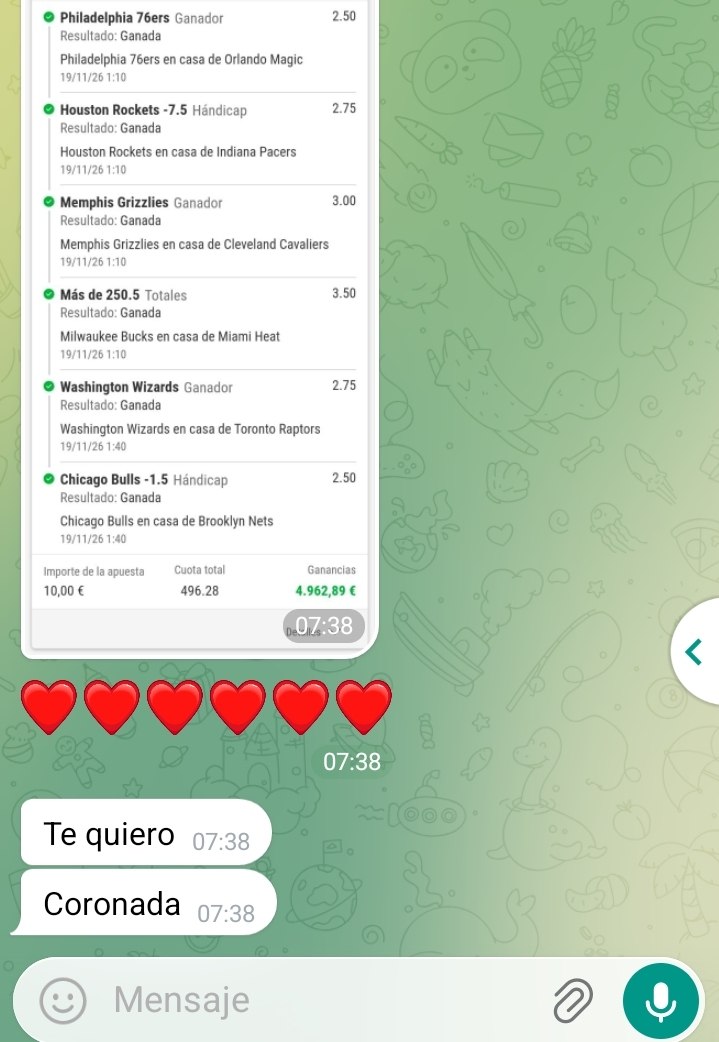 Philadelphia 76ers Ganador 2.50
Resultado: Ganada
Philadelphia 76ers en casa de Orlando Magic
19/11/26 1:10
Houston Rockets -7.5 Hándicap 2.75
Resultado: Ganada
Houston Rockets en casa de Indiana Pacers
19/11/26 1:10
Memphis Grizzlies Ganador 3.00
Resultado: Ganada
Memphis Grizzlies en casa de Cleveland Cavaliers
19/11/26 1:10
Más de 250.5 Totales 3.50
Resultado: Ganada
Milwaukee Bucks en casa de Miami Heat
19/11/26 1:10
Washington Wizards Ganador 2.75
Resultado: Ganada
Washington Wizards en casa de Toronto Raptors
19/11/26 1:40
Chicago Bulls -1.5 Hándicap 2.50
Resultado: Ganada
Chicago Bulls en casa de Brooklyn Nets
19/11/26 1:40
Importe de la apuesta Cuota total Ganancias
10,00 € 496.28 4.962,89 €
07:38
07:38
Te quiero 07:38
Coronada 07:38
Mensaje